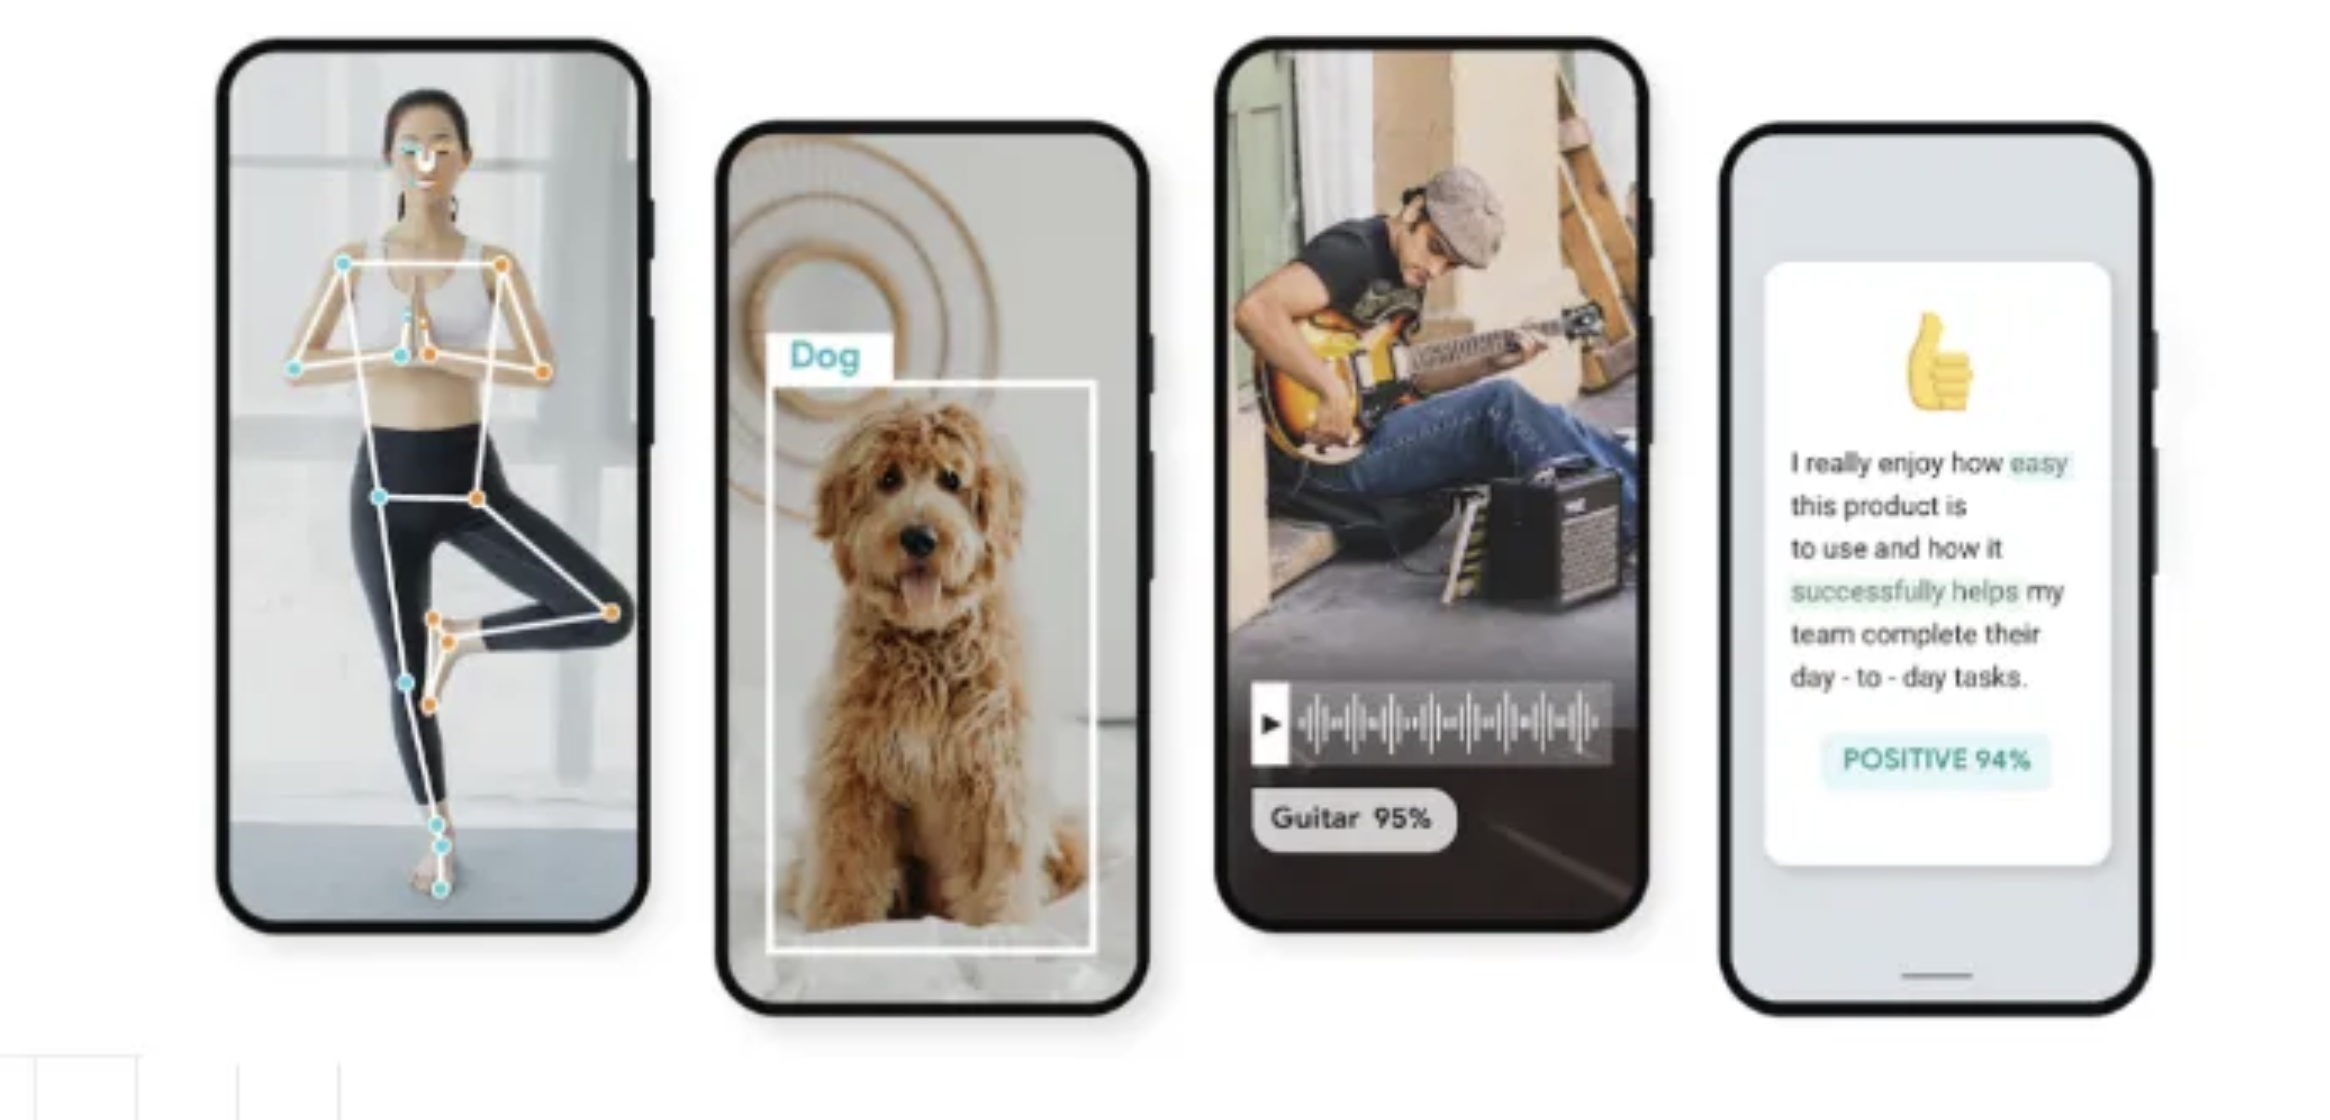 Dog
Guitar 95%
I really enjoy how easy
this product is
to use and how it
successfully helps my
team complete their
day - to - day tasks.
POSITIVE 94%